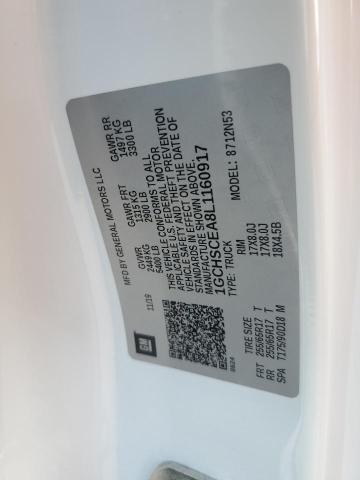 MFD BY GENERAL MOTORS LLC
11/19
GVWR GAWR FRT GAWR RR
2449 KG 1315 KG 1497 KG
5400 LB 2900 LB 3300 LB
THIS VEHICLE CONFORMS TO ALL
APPLICABLE U.S. FEDERAL MOTOR VEHICLE
SAFETY AND THEFT PREVENTION
STANDARDS IN EFFECT ON THE DATE OF
MANUFACTURE SHOWN ABOVE.
1GCHSCEA8L1160917
TYPE: TRUCK MODEL: 8712N53
GM
8624
TIRE SIZE RIM
FRT 255/65R17 T 17X8.0J
RR 255/65R17 T 17X8.0J
SPA T175/90D18 M 18X4.5B